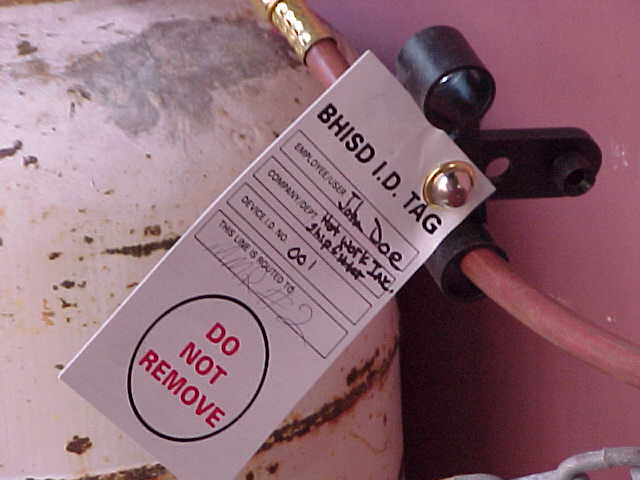 BHISD I.D. TAG
EMPLOYEE/USER John Doe
COMPANY/DEPT. Hot Work Inc.
DEVICE I.D. NO. 001
THIS LINE IS ROUTED TO
DO
NOT
REMOVE